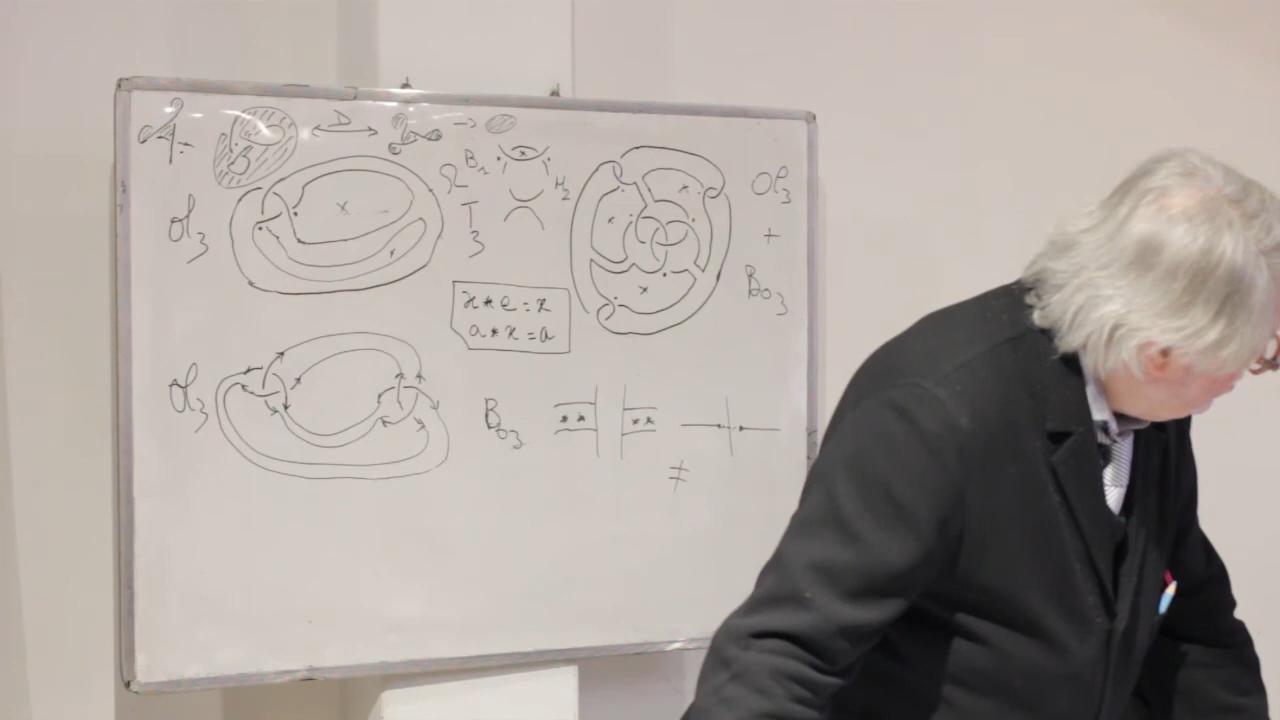 D
B₁
Ω
H₂
T
3
Ol₃
Ol₃
+
Bo₃
x * e = x
a * x = a
Ol₃
Bo₃
* *
* *
≠